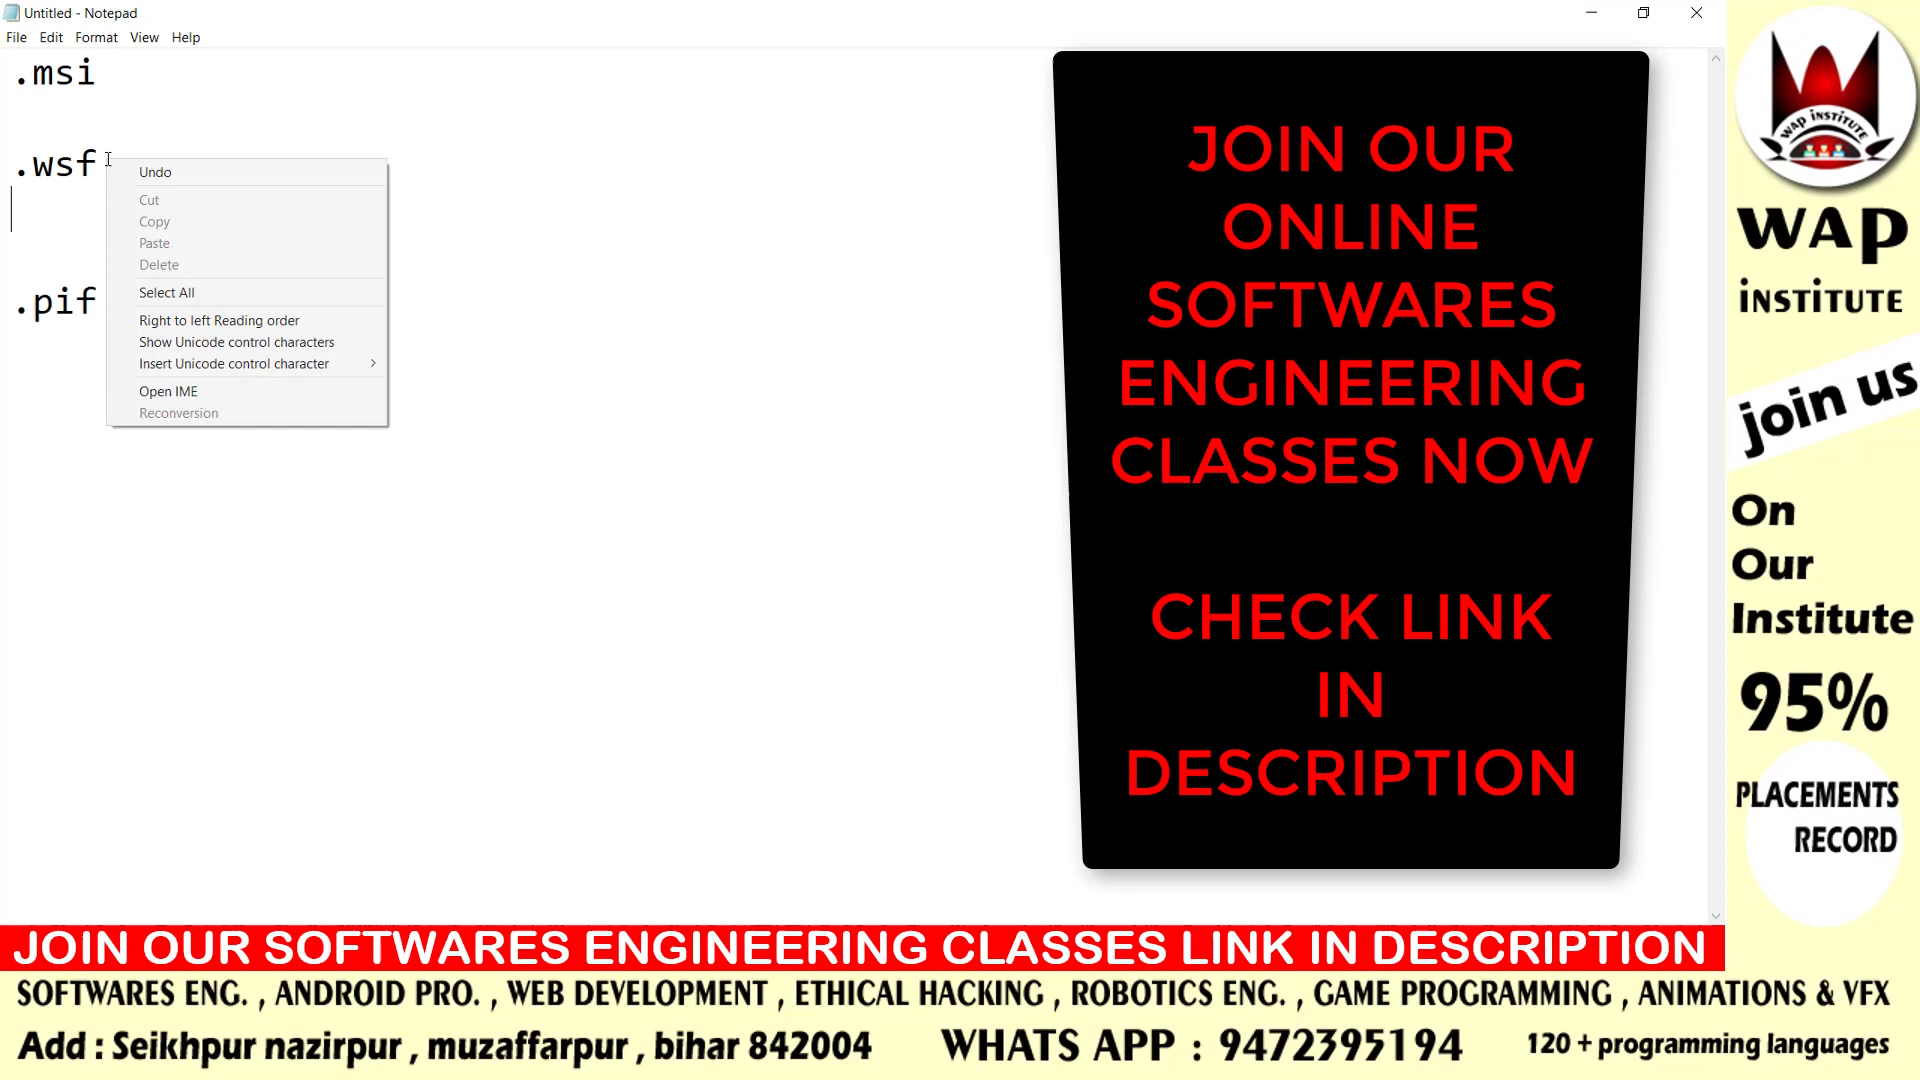 Untitled - Notepad
File Edit Format View Help
.msi
.wsf
.pif
Undo
Cut
Copy
Paste
Delete
Select All
Right to left Reading order
Show Unicode control characters
Insert Unicode control character
Open IME
Reconversion
JOIN OUR
ONLINE
SOFTWARES
ENGINEERING
CLASSES NOW
CHECK LINK
IN
DESCRIPTION
WAP INSTITUTE
WAP
INSTITUTE
join us
On
Our
Institute
95%
PLACEMENTS
RECORD
JOIN OUR SOFTWARES ENGINEERING CLASSES LINK IN DESCRIPTION
SOFTWARES ENG. , ANDROID PRO. , WEB DEVELOPMENT , ETHICAL HACKING , ROBOTICS ENG. , GAME PROGRAMMING , ANIMATIONS & VFX
Add : Seikhpur nazirpur , muzaffarpur , bihar 842004 WHATS APP : 9472395194 120 + programming languages